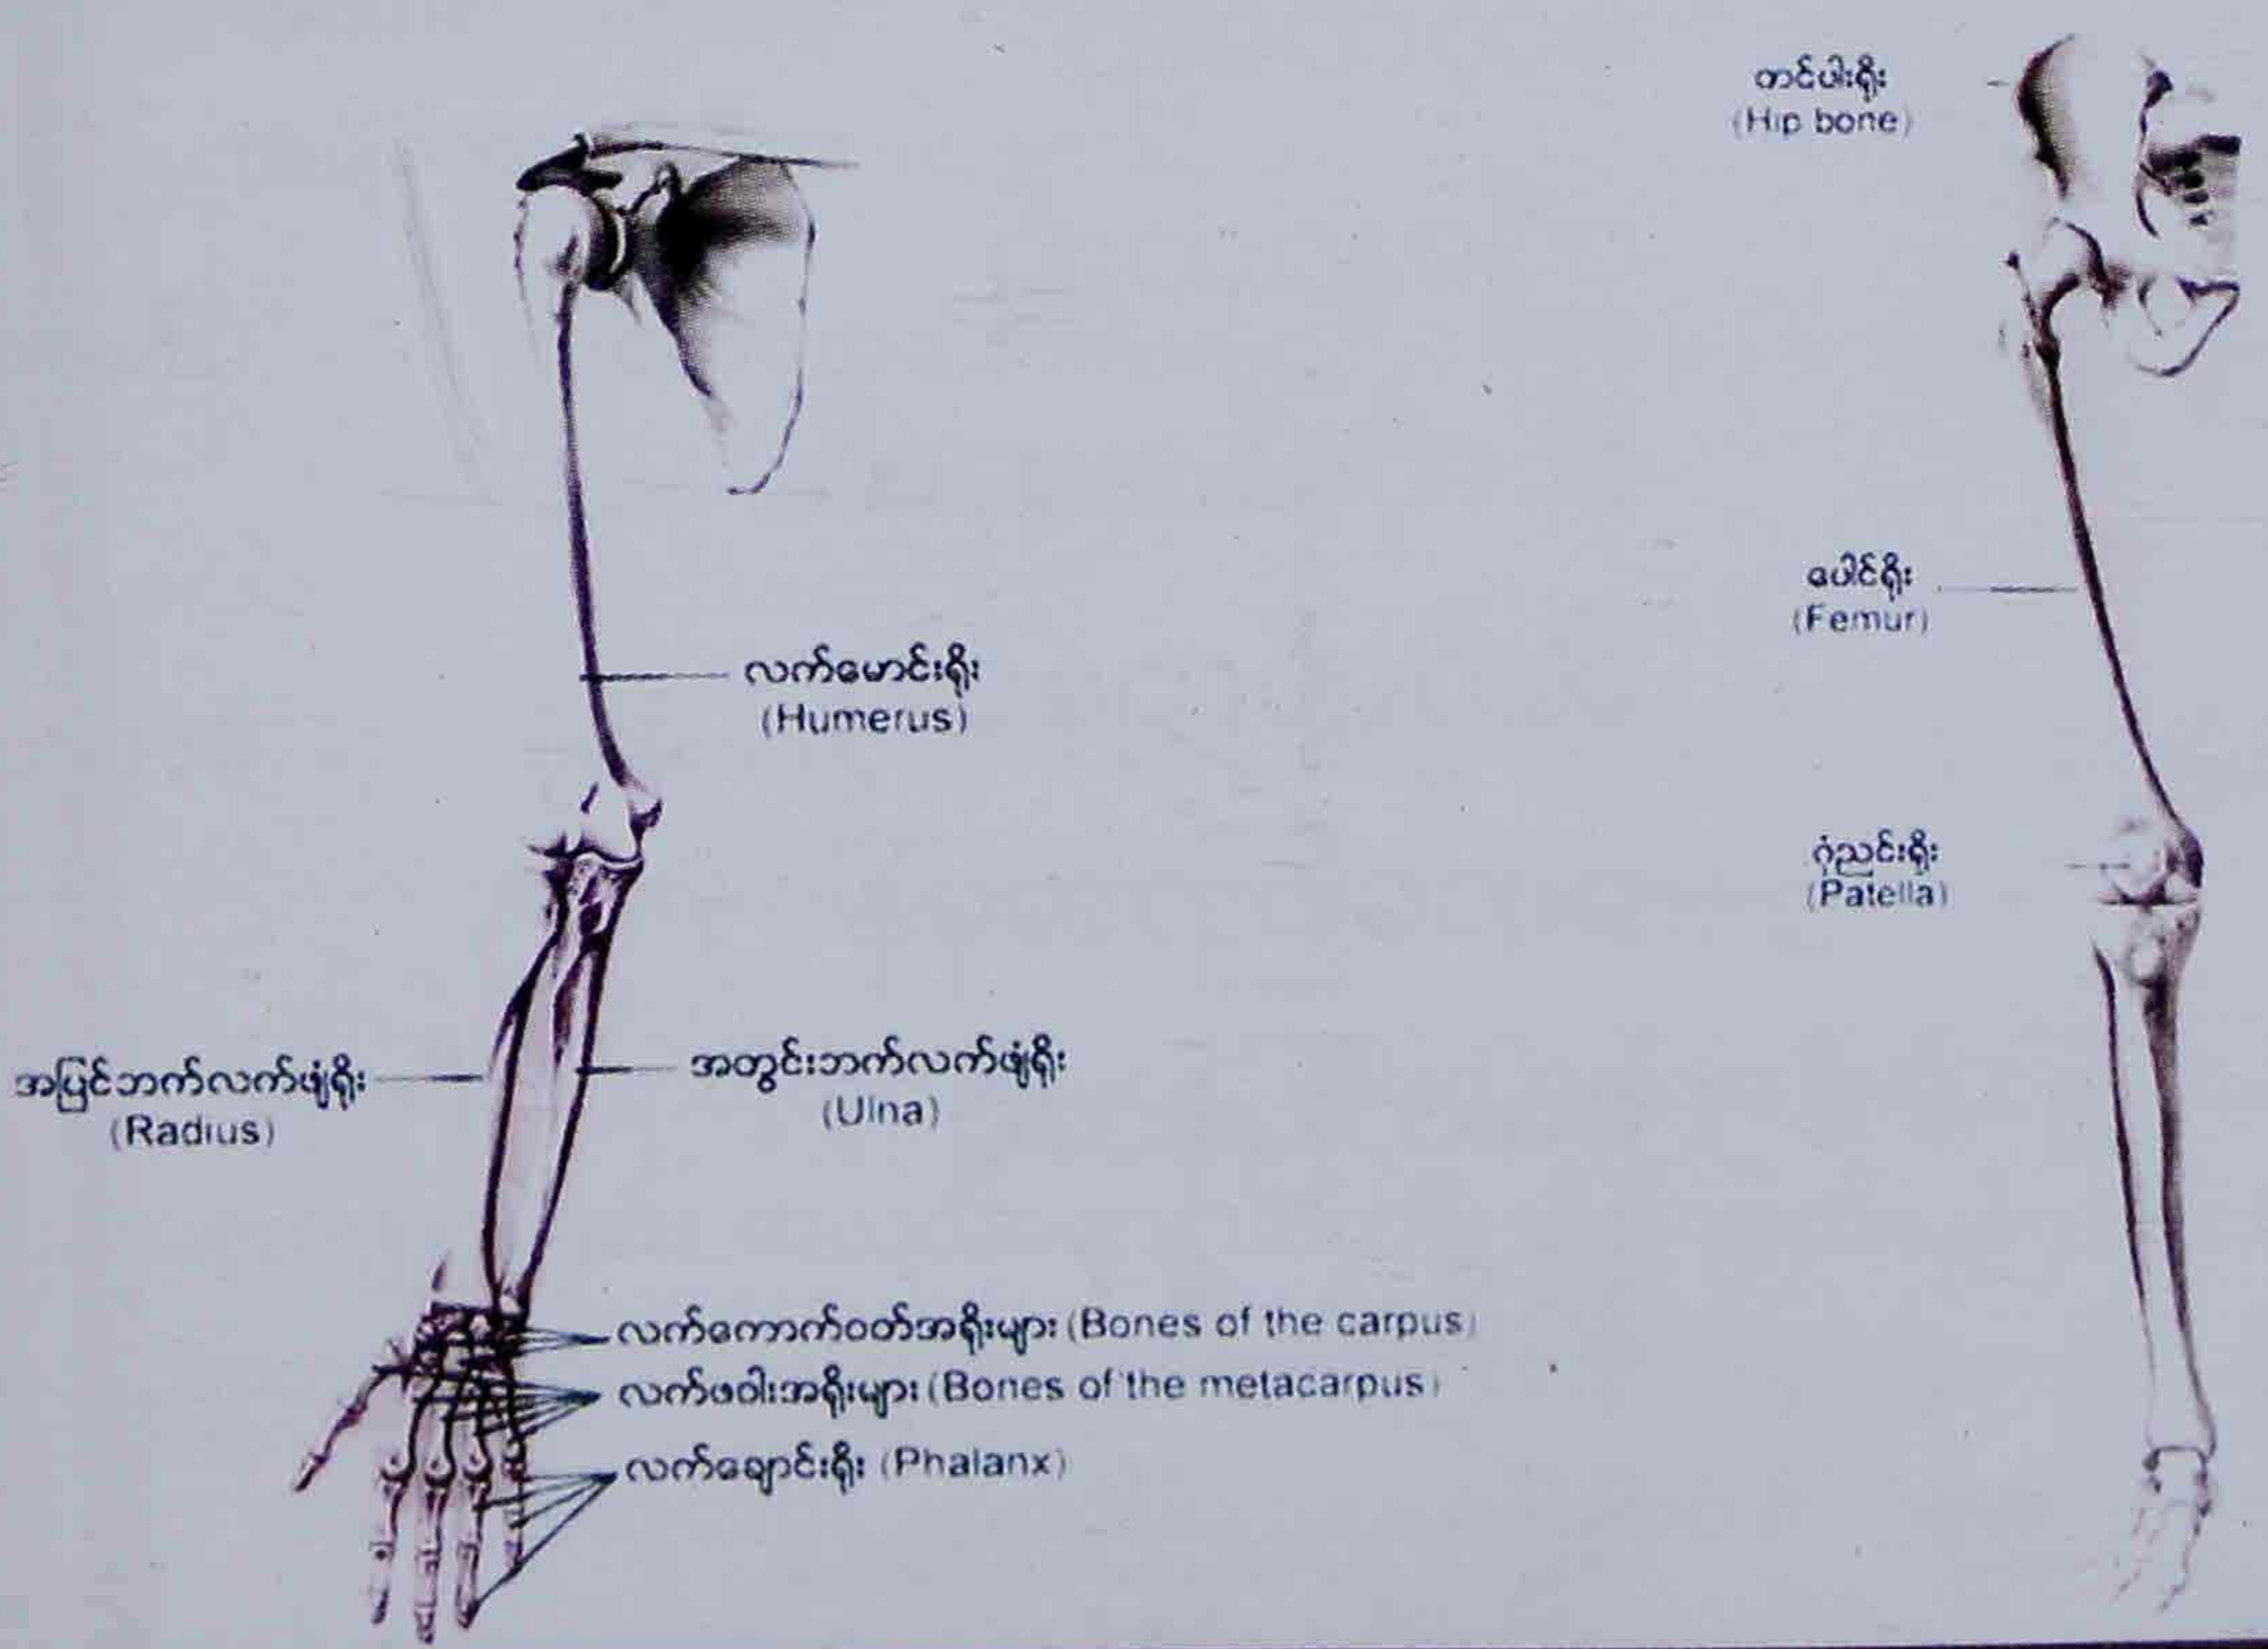 တင်ပါးရိုး
(Hip bone)
လက်မောင်းရိုး
(Humerus)
ပေါင်ရိုး
(Femur)
ဂုံညင်းရိုး
(Patella)
အပြင်ဘက်လက်ဖျံရိုး
(Radius)
အတွင်းဘက်လက်ဖျံရိုး
(Ulna)
လက်ကောက်ဝတ်အရိုးများ (Bones of the carpus)
လက်ဖဝါးအရိုးများ (Bones of the metacarpus)
လက်ချောင်းရိုး (Phalanx)